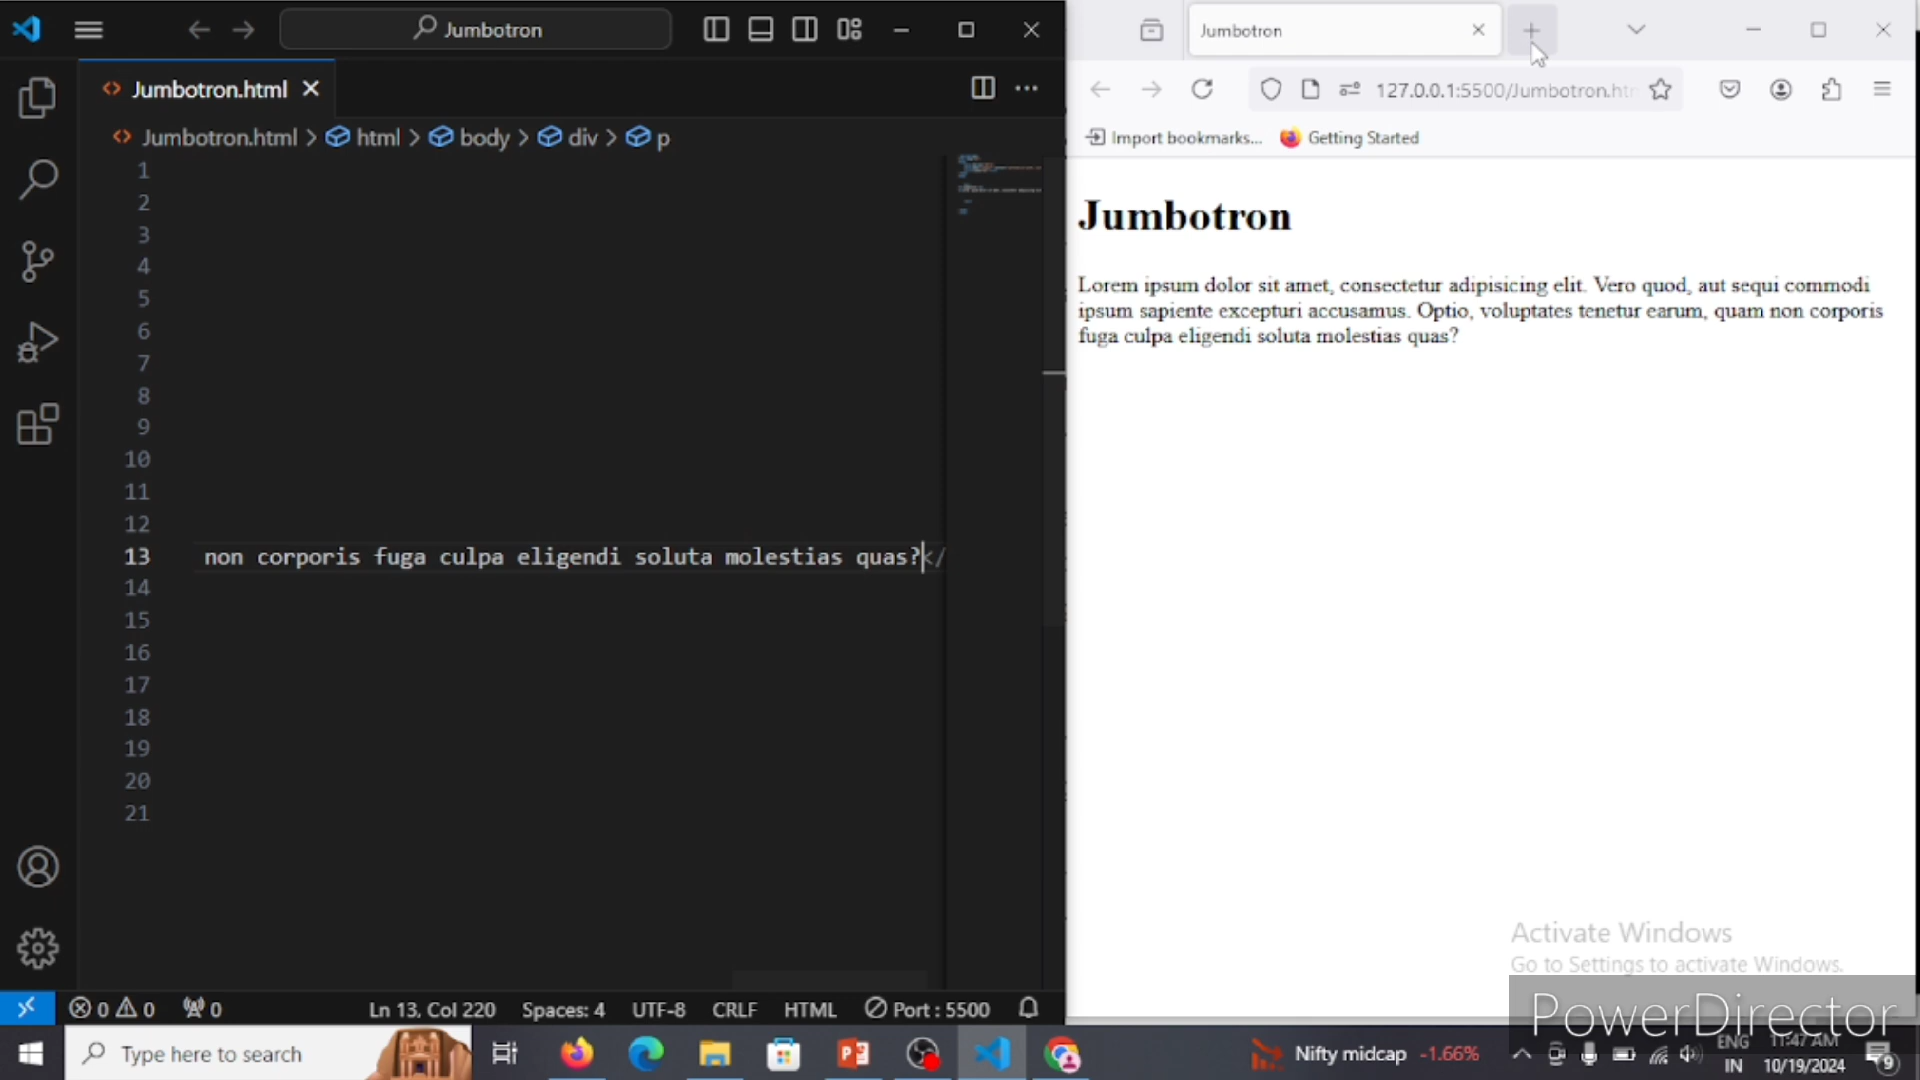 Jumbotron
Jumbotron.html
Jumbotron.html > html > body > div > p
1
2
3
4
5
6
7
8
9
10
11
12
13 non corporis fuga culpa eligendi soluta molestias quas?</
14
15
16
17
18
19
20
21
0 0 0
Ln 13, Col 220 Spaces: 4 UTF-8 CRLF HTML Port : 5500
Jumbotron
127.0.0.1:5500/Jumbotron.htm
Import bookmarks... Getting Started
Jumbotron
Lorem ipsum dolor sit amet, consectetur adipisicing elit. Vero quod, aut sequi commodi
ipsum sapiente excepturi accusamus. Optio, voluptates tenetur earum, quam non corporis
fuga culpa eligendi soluta molestias quas?
Activate Windows
Go to Settings to activate Windows.
PowerDirector
Type here to search
Nifty midcap -1.66%
ENG
IN
11:47 AM
10/19/2024
9